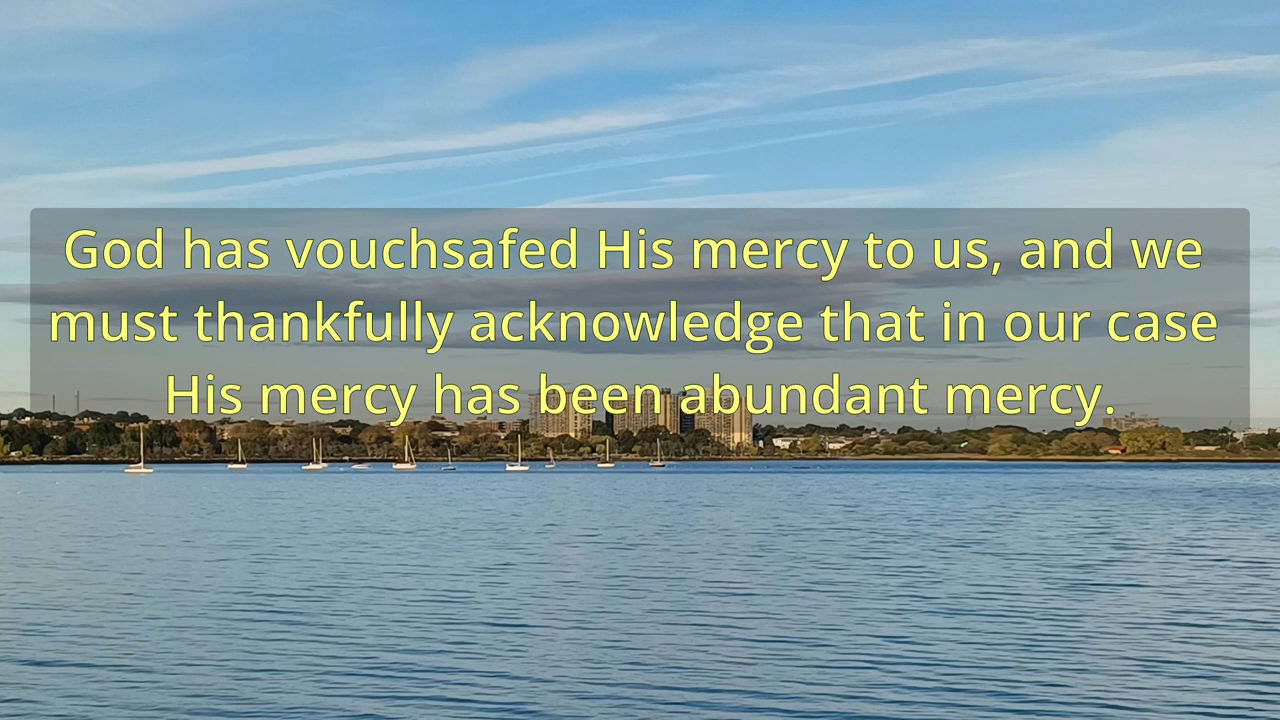 God has vouchsafed His mercy to us, and we
must thankfully acknowledge that in our case
His mercy has been abundant mercy.